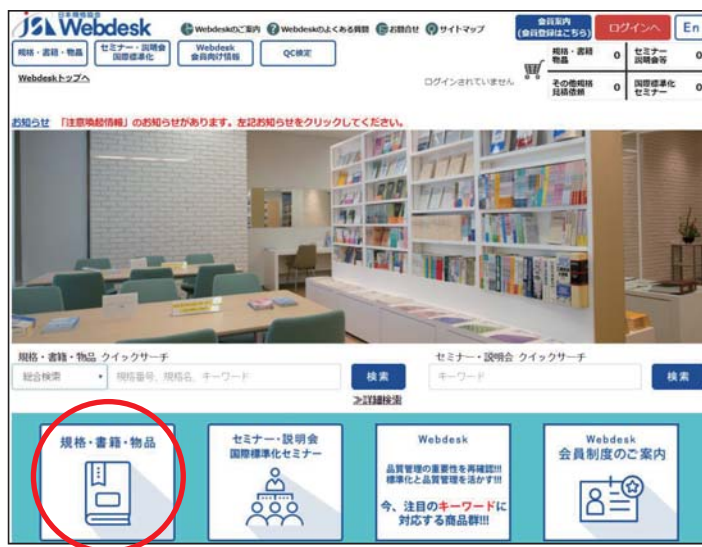 日本規格協会
JSA Webdesk
Webdeskのご案内 Webdeskのよくある質問 お問合せ サイトマップ
会員案内
(会員登録はこちら)
ログインへ
En
規格・書籍・物品
セミナー・説明会
国際標準化
Webdesk
会員向け情報
QC検定
規格・書籍
物品 0
セミナー
説明会等 0
その他規格
見積依頼 0
国際標準化
セミナー 0
Webdeskトップへ
ログインされていません
お知らせ 「注意喚起情報」のお知らせがあります。左記お知らせをクリックしてください。
規格・書籍・物品 クイックサーチ
セミナー・説明会 クイックサーチ
総合検索
規格番号、規格名、キーワード
検索
キーワード
検索
≫詳細検索
規格・書籍・物品
セミナー・説明会
国際標準化セミナー
Webdesk
品質管理の重要性を再確認!!!
標準化と品質管理を活かす!!!
今、注目のキーワードに
対応する商品群!!!
Webdesk
会員制度のご案内